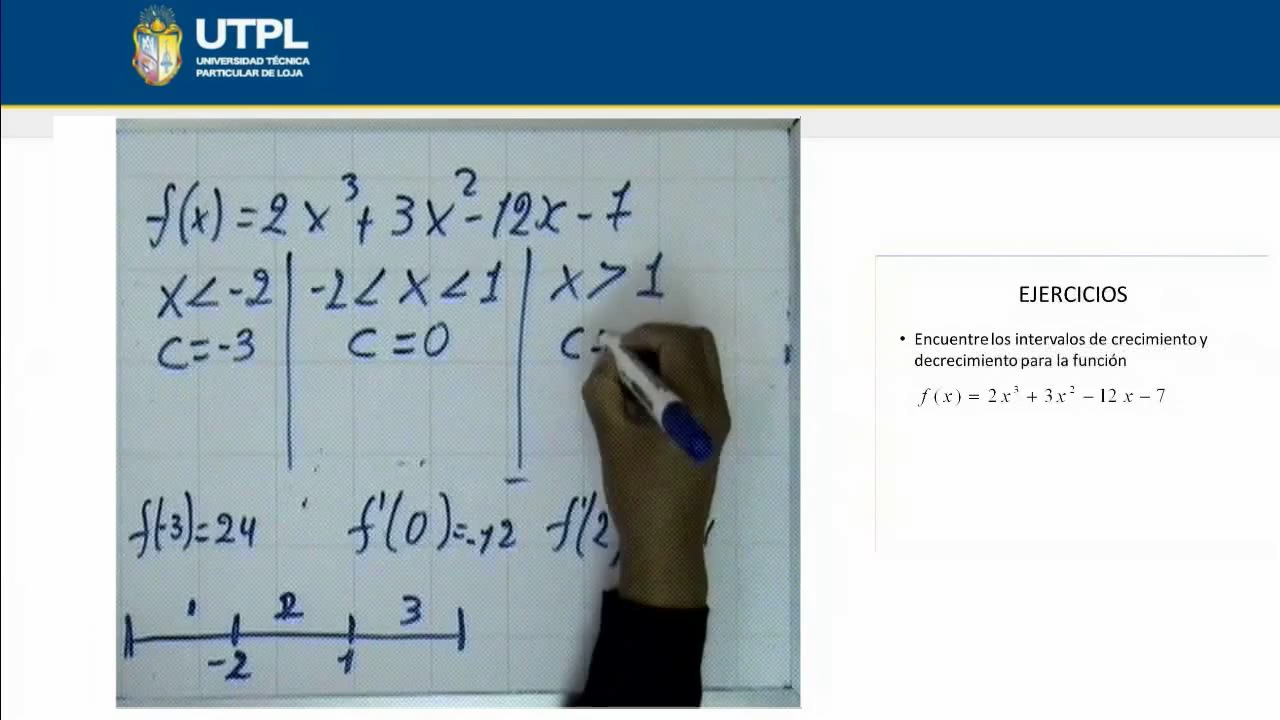 UTPL
UNIVERSIDAD TÉCNICA
PARTICULAR DE LOJA
f(x) = 2x³ + 3x² - 12x - 7
x < -2 | -2 < x < 1 | x > 1
c = -3 | c = 0 | c =
f(-3) = 24 f'(0) = -12 f'(2
1 2 3
-2 1
EJERCICIOS
• Encuentre los intervalos de crecimiento y
decrecimiento para la función
f(x) = 2x³ + 3x² − 12x − 7